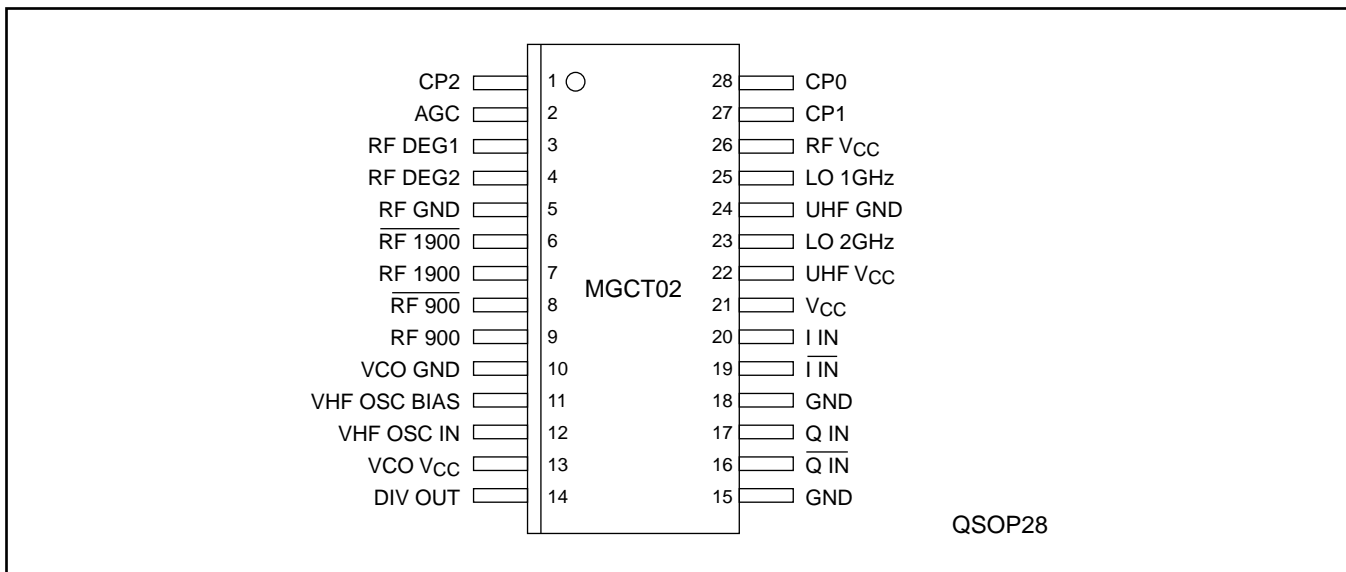 CP2 1 28 CP0
AGC 2 27 CP1
RF DEG1 3 26 RF VCC
RF DEG2 4 25 LO 1GHz
RF GND 5 24 UHF GND
RF 1900 6 23 LO 2GHz
RF 1900 7 22 UHF VCC
MGCT02
RF 900 8 21 VCC
RF 900 9 20 I IN
VCO GND 10 19 I IN
VHF OSC BIAS 11 18 GND
VHF OSC IN 12 17 Q IN
VCO VCC 13 16 Q IN
DIV OUT 14 15 GND
QSOP28